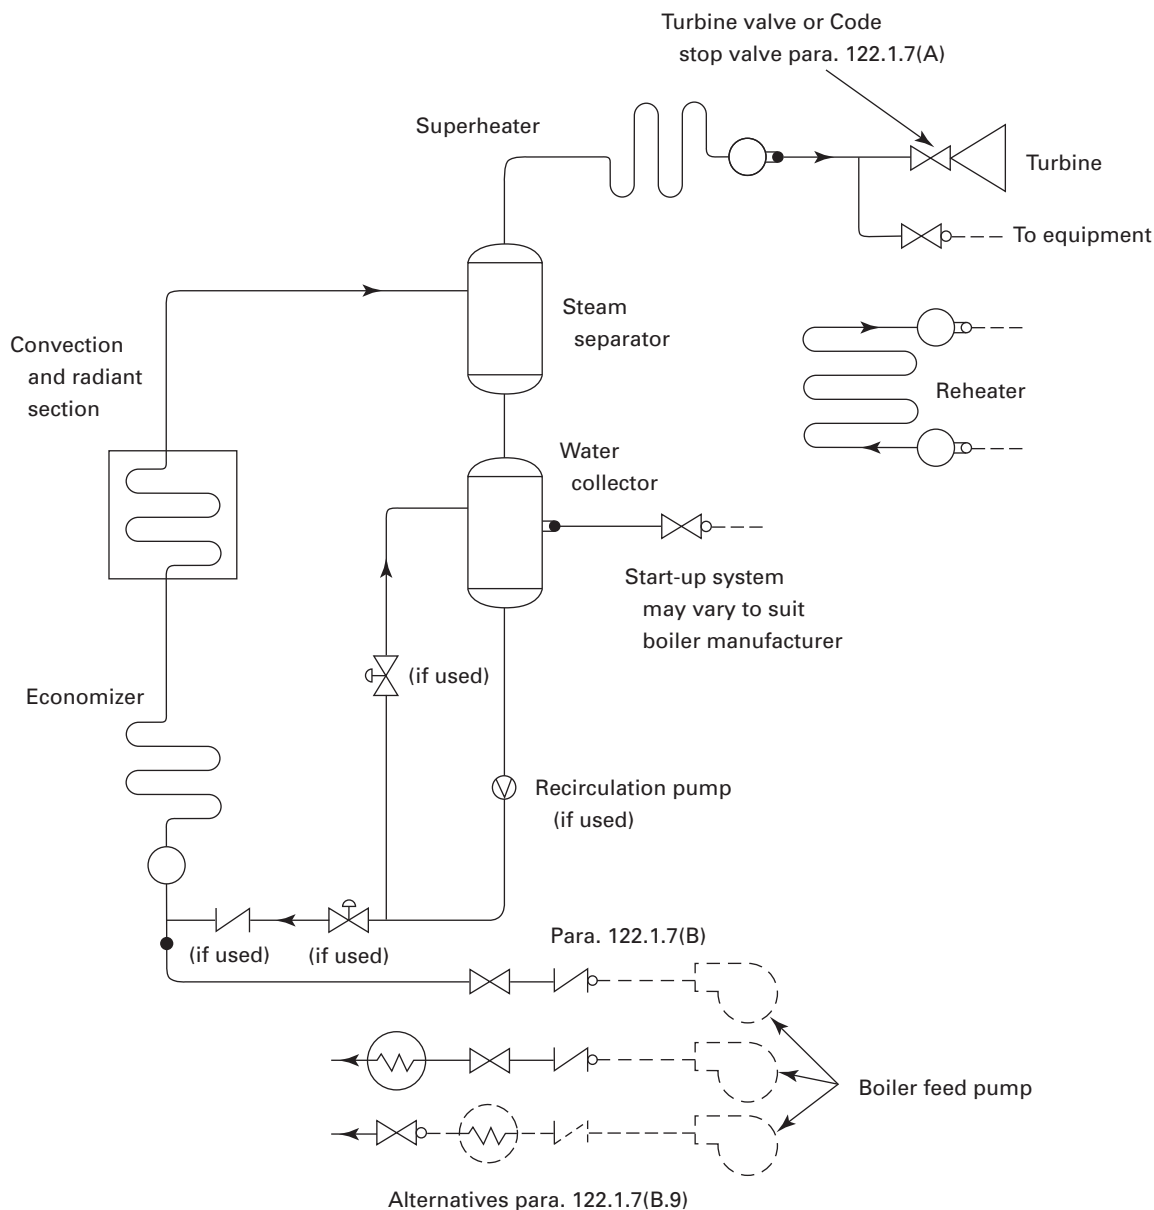 Turbine valve or Code
stop valve para. 122.1.7(A)
Superheater
Turbine
To equipment
Steam
separator
Convection
and radiant
section
Reheater
Water
collector
Start-up system
may vary to suit
boiler manufacturer
(if used)
Economizer
Recirculation pump
(if used)
(if used)
(if used)
Para. 122.1.7(B)
Boiler feed pump
Alternatives para. 122.1.7(B.9)